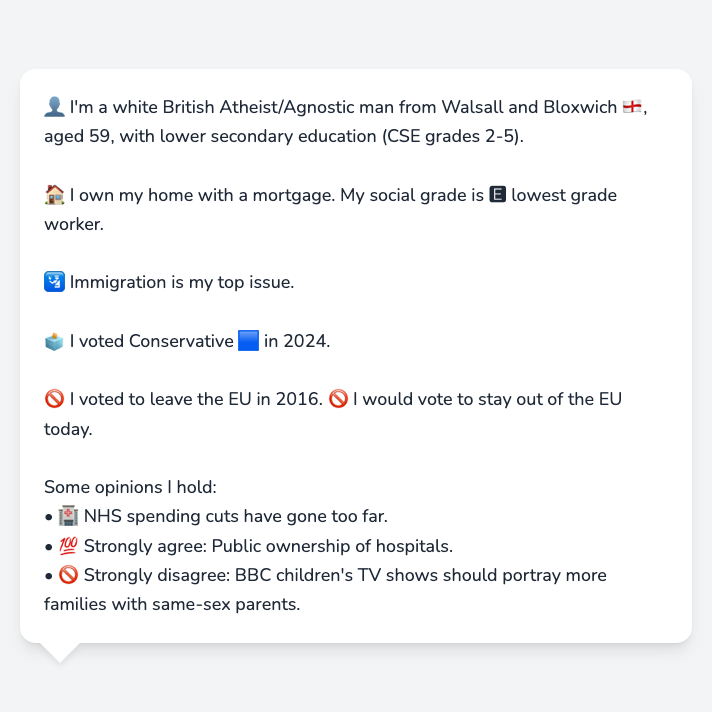 👤 I'm a white British Atheist/Agnostic man from Walsall and Bloxwich 🏴󠁧󠁢󠁥󠁮󠁧󠁿,
aged 59, with lower secondary education (CSE grades 2-5).
🏠 I own my home with a mortgage. My social grade is 🅴 lowest grade
worker.
🛂 Immigration is my top issue.
🗳️ I voted Conservative 🟦 in 2024.
🚫 I voted to leave the EU in 2016. 🚫 I would vote to stay out of the EU
today.
Some opinions I hold:
• 🏥 NHS spending cuts have gone too far.
• 💯 Strongly agree: Public ownership of hospitals.
• 🚫 Strongly disagree: BBC children's TV shows should portray more
families with same-sex parents.